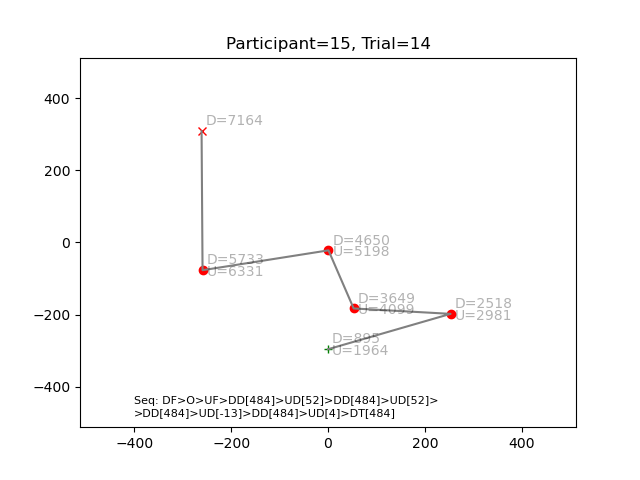 Participant=15, Trial=14
400
200
0
−200
−400
D=7164
D=4650
U=5198
D=5733
U=6331
D=3649
U=4099
D=2518
U=2981
D=895
U=1964
Seq: DF>O>UF>DD[484]>UD[52]>DD[484]>UD[52]>
>DD[484]>UD[-13]>DD[484]>UD[4]>DT[484]
−400 −200 0 200 400